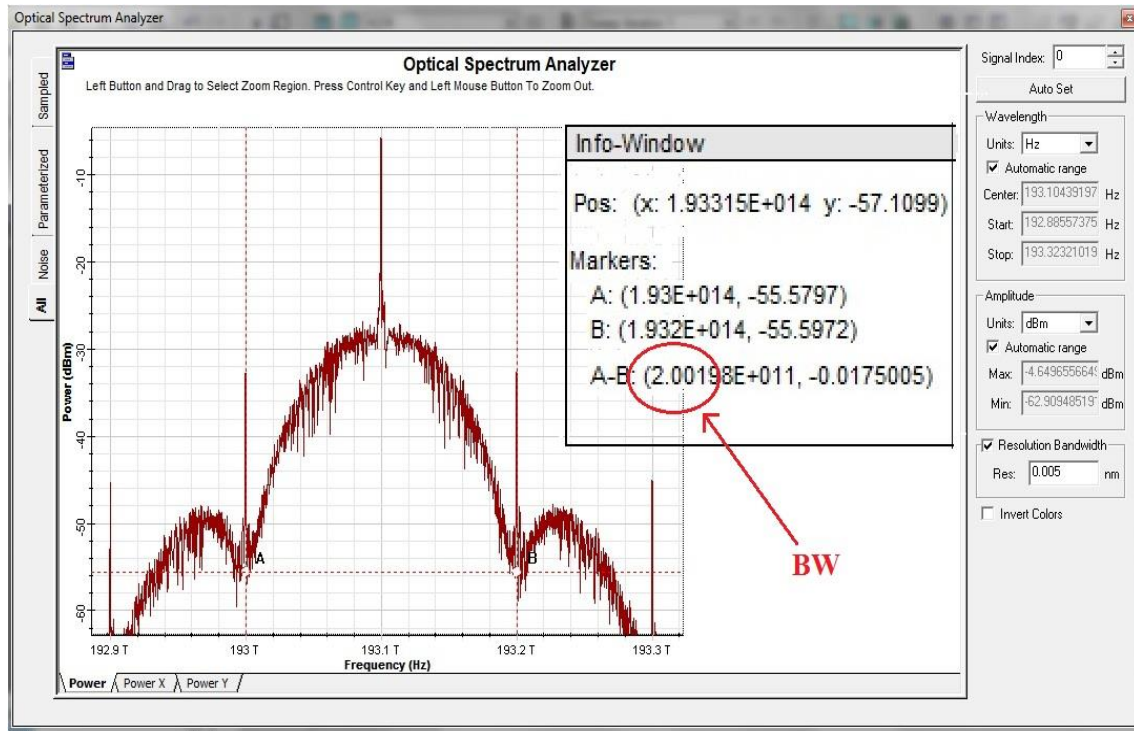 Optical Spectrum Analyzer
Optical Spectrum Analyzer
Left Button and Drag to Select Zoom Region. Press Control Key and Left Mouse Button To Zoom Out.
Sampled
Parameterized
Noise
All
Power (dBm)
-10
-20
-30
-40
-50
-60
A
B
192.9 T
193 T
193.1 T
193.2 T
193.3 T
Frequency (Hz)
Power
Power X
Power Y
Info-Window
Pos: (x: 1.93315E+014 y: -57.1099)
Markers:
A: (1.93E+014, -55.5797)
B: (1.932E+014, -55.5972)
A-B: (2.00198E+011, -0.0175005)
BW
Signal Index: 0
Auto Set
Wavelength
Units: Hz
Automatic range
Center: 193.10439197 Hz
Start: 192.88557375 Hz
Stop: 193.32321019 Hz
Amplitude
Units: dBm
Automatic range
Max: -4.649655664 dBm
Min: -62.90948519 dBm
Resolution Bandwidth
Res: 0.005 nm
Invert Colors